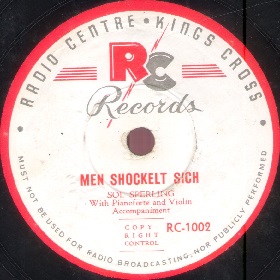 RADIO CENTRE • KINGS CROSS
RC
Records
MEN SHOCKELT SICH
SOL SPERLING
With Pianoforte and Violin
Accompaniment
COPY
RIGHT
CONTROL
RC-1002
MUST NOT BE USED FOR RADIO BROADCASTING, NOR PUBLICLY PERFORMED